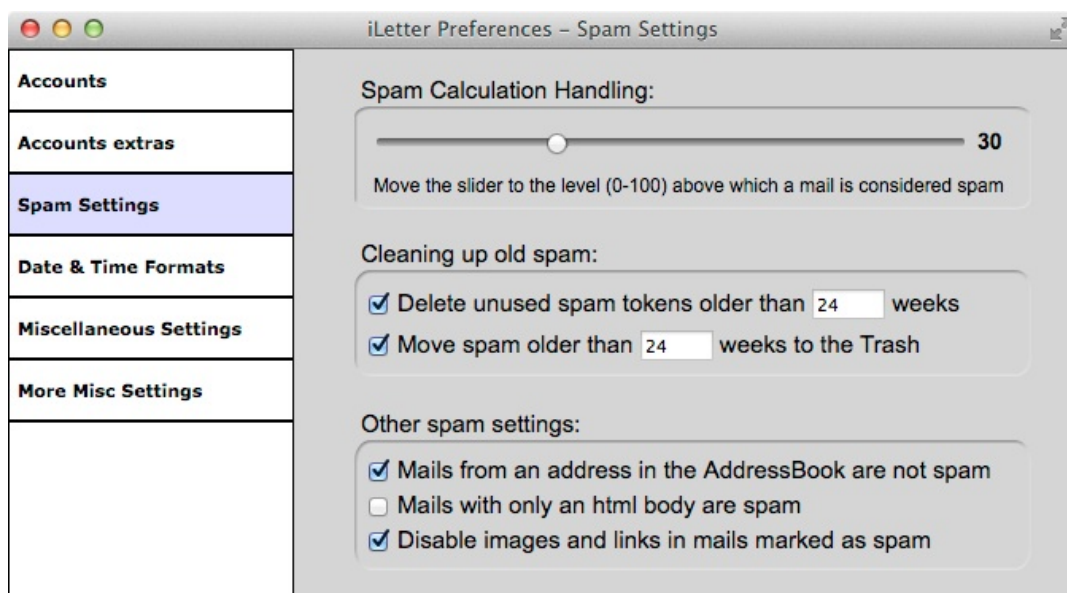 iLetter Preferences – Spam Settings
Accounts
Accounts extras
Spam Settings
Date & Time Formats
Miscellaneous Settings
More Misc Settings
Spam Calculation Handling:
30
Move the slider to the level (0-100) above which a mail is considered spam
Cleaning up old spam:
Delete unused spam tokens older than 24 weeks
Move spam older than 24 weeks to the Trash
Other spam settings:
Mails from an address in the AddressBook are not spam
Mails with only an html body are spam
Disable images and links in mails marked as spam